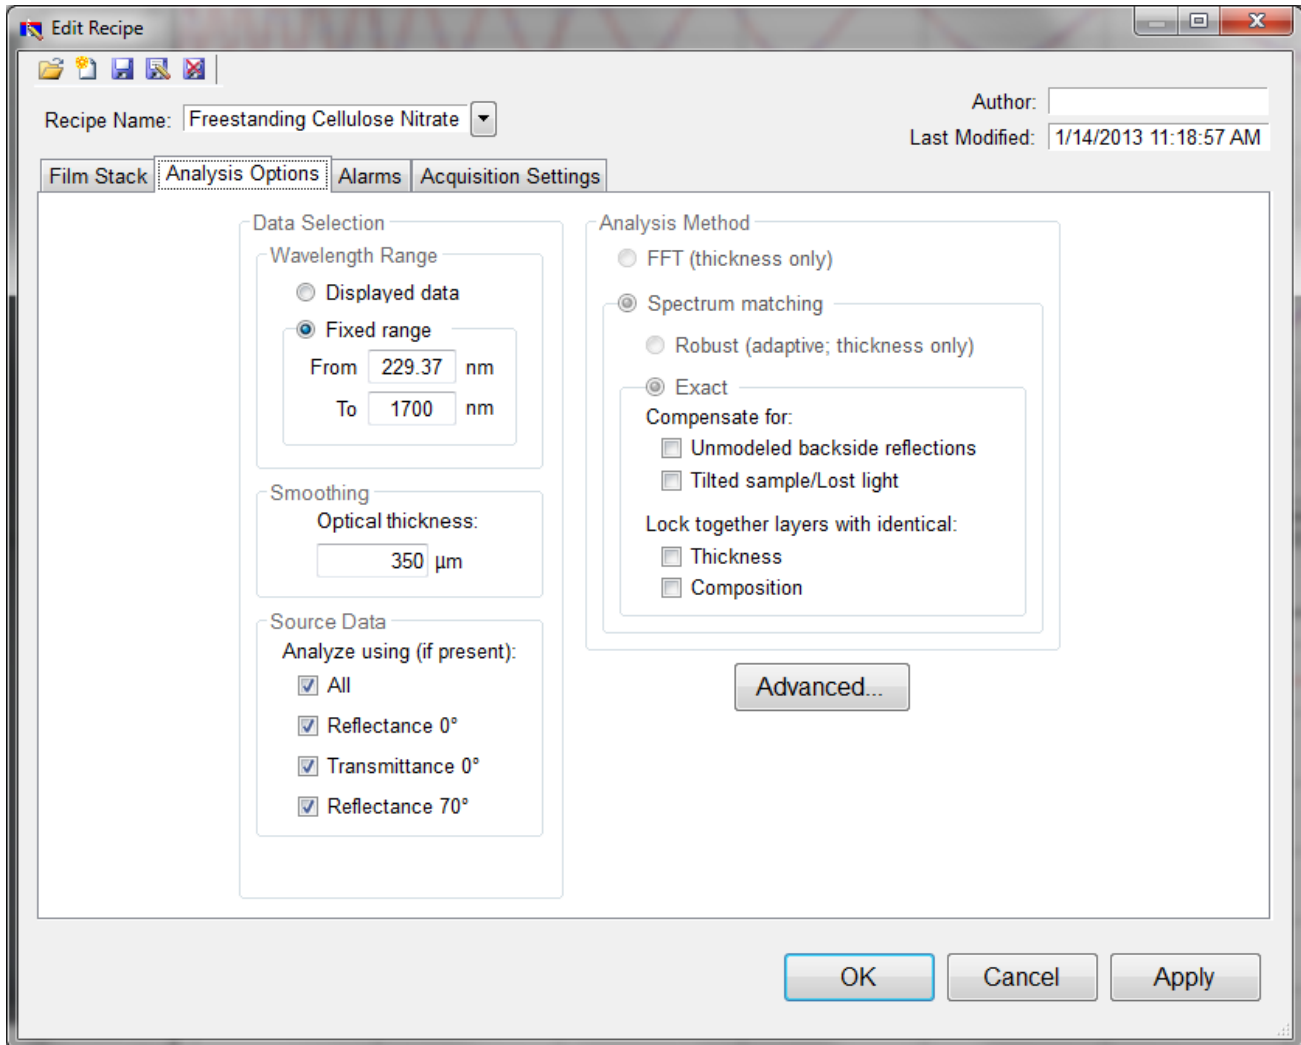 Edit Recipe
Author:
Recipe Name: Freestanding Cellulose Nitrate
Last Modified: 1/14/2013 11:18:57 AM
Film Stack Analysis Options Alarms Acquisition Settings
Data Selection
Wavelength Range
Displayed data
Fixed range
From 229.37 nm
To 1700 nm
Smoothing
Optical thickness:
350 µm
Source Data
Analyze using (if present):
All
Reflectance 0°
Transmittance 0°
Reflectance 70°
Analysis Method
FFT (thickness only)
Spectrum matching
Robust (adaptive; thickness only)
Exact
Compensate for:
Unmodeled backside reflections
Tilted sample/Lost light
Lock together layers with identical:
Thickness
Composition
Advanced...
OK Cancel Apply